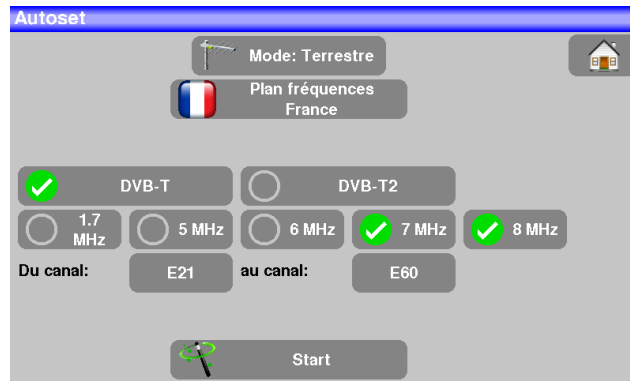 Autoset
Mode: Terrestre
Plan fréquences
France
DVB-T
DVB-T2
1.7
MHz
5 MHz
6 MHz
7 MHz
8 MHz
Du canal:
E21
au canal:
E60
Start